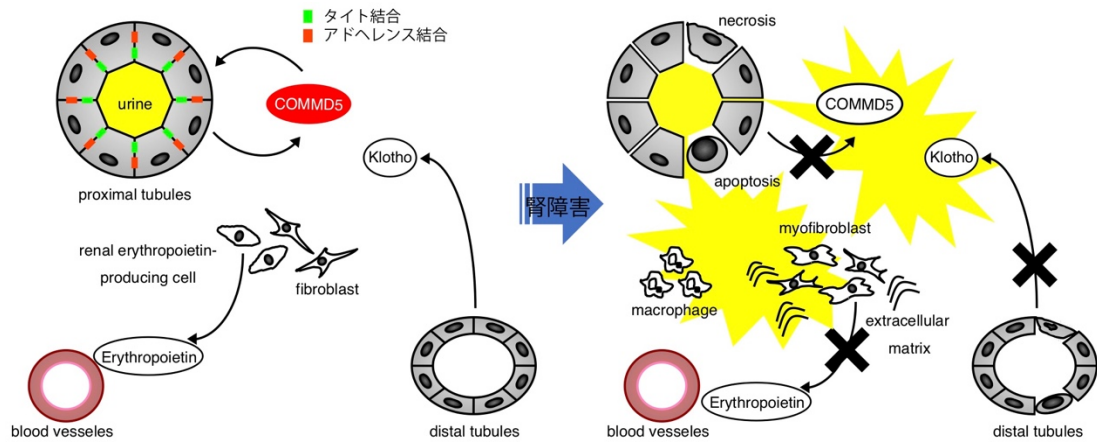 タイト結合
アドヘレンス結合
urine
COMMD5
Klotho
proximal tubules
renal erythropoietin-
producing cell
fibroblast
Erythropoietin
blood vesseles
distal tubules
腎障害
necrosis
COMMD5
Klotho
apoptosis
myofibroblast
macrophage
extracellular
matrix
Erythropoietin
blood vesseles
distal tubules